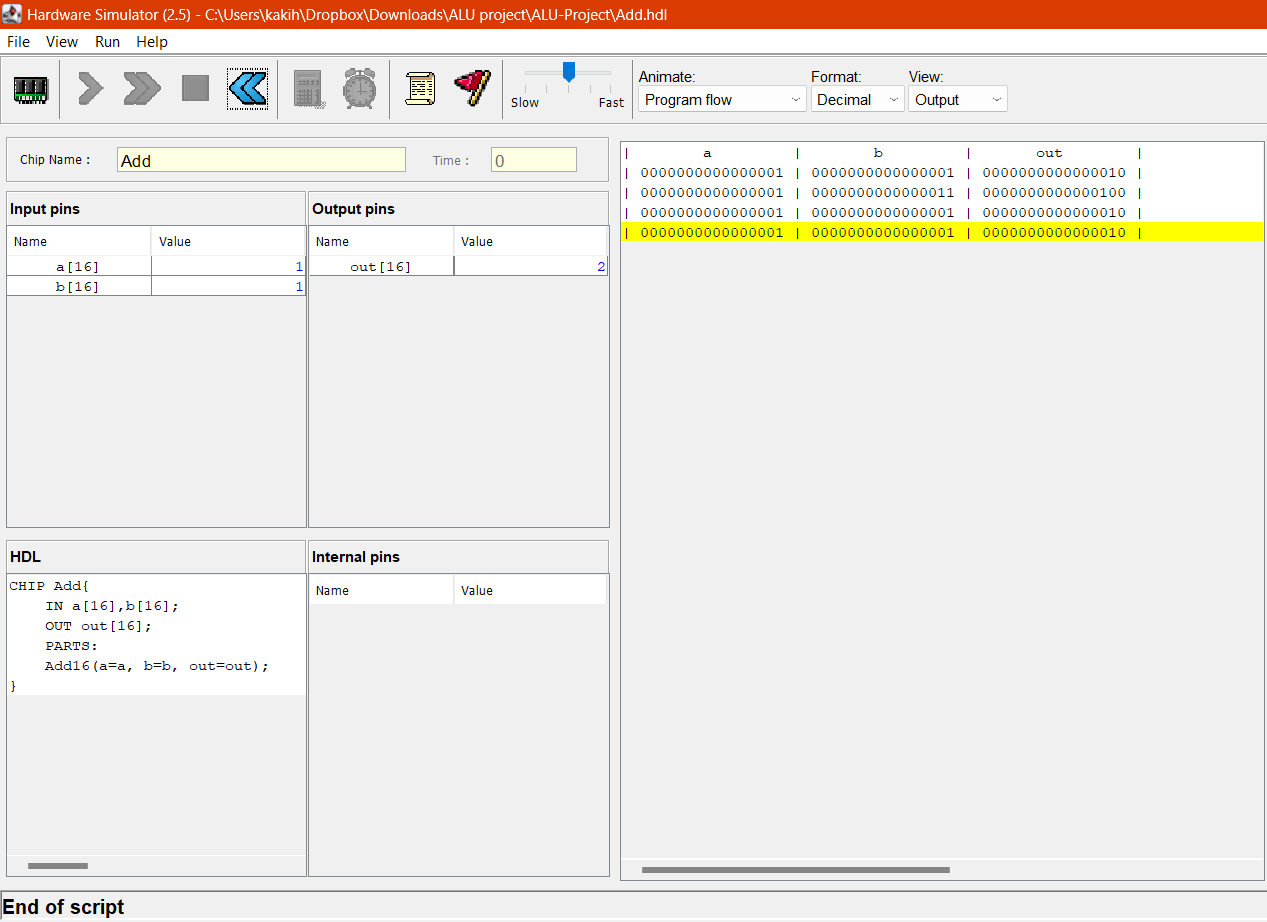 Hardware Simulator (2.5) - C:\Users\kakih\Dropbox\Downloads\ALU project\ALU-Project\Add.hdl
File View Run Help
Animate: Format: View:
Slow Fast Program flow Decimal Output
Chip Name : Add Time : 0
Input pins
Name Value
a[16] 1
b[16] 1
Output pins
Name Value
out[16] 2
| a | b | out |
| 0000000000000001 | 0000000000000001 | 0000000000000010 |
| 0000000000000001 | 0000000000000011 | 0000000000000100 |
| 0000000000000001 | 0000000000000001 | 0000000000000010 |
| 0000000000000001 | 0000000000000001 | 0000000000000010 |
HDL
CHIP Add{
IN a[16],b[16];
OUT out[16];
PARTS:
Add16(a=a, b=b, out=out);
}
Internal pins
Name Value
End of script